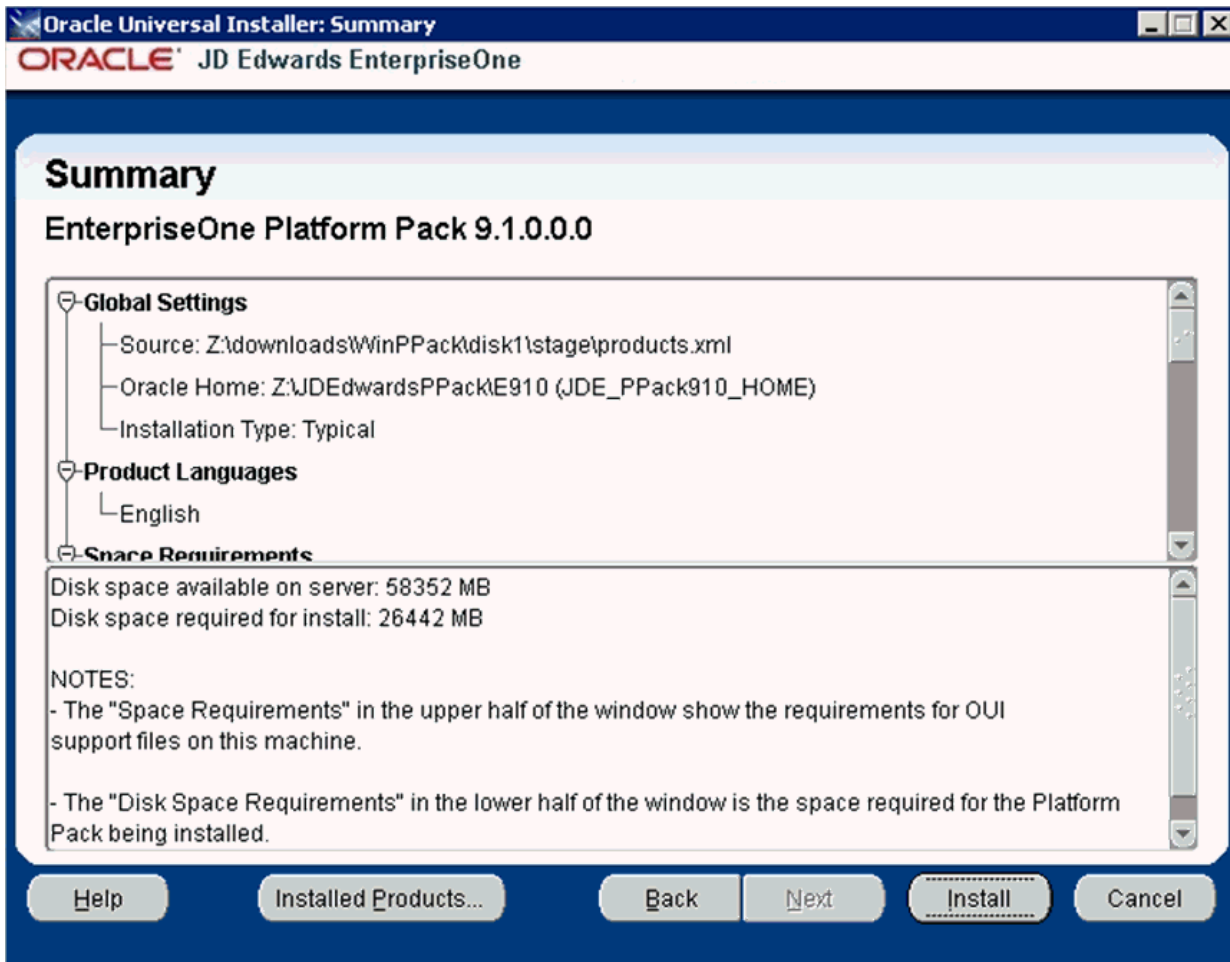 Oracle Universal Installer: Summary
ORACLE JD Edwards EnterpriseOne
Summary
EnterpriseOne Platform Pack 9.1.0.0.0
Global Settings
Source: Z:\downloads\WinPPack\disk1\stage\products.xml
Oracle Home: Z:\JDEdwardsPPack\E910 (JDE_PPack910_HOME)
Installation Type: Typical
Product Languages
English
Space Requirements
Disk space available on server: 58352 MB
Disk space required for install: 26442 MB
NOTES:
- The "Space Requirements" in the upper half of the window show the requirements for OUI
support files on this machine.
- The "Disk Space Requirements" in the lower half of the window is the space required for the Platform
Pack being installed.
Help Installed Products... Back Next Install Cancel